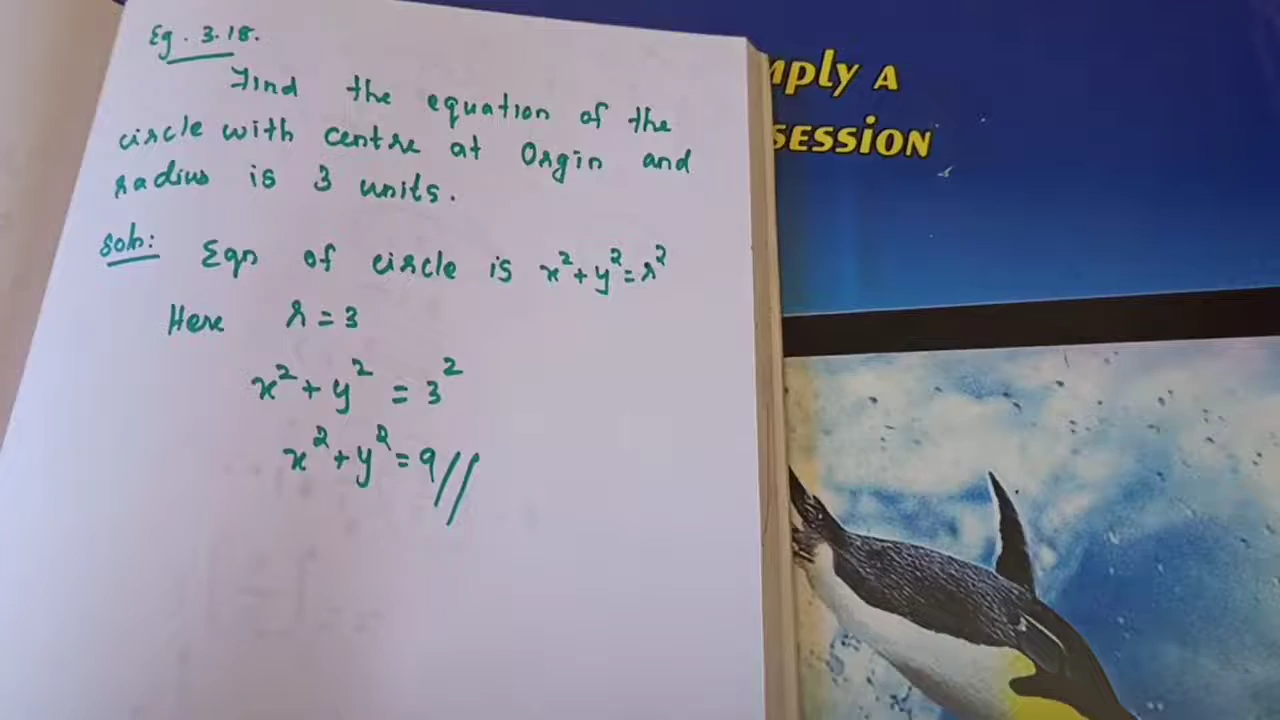 Eg. 3.18.
Find the equation of the
circle with centre at Orgin and
radius is 3 units.
Soln: Eqn of circle is x²+y²=r²
Here r=3
x²+y²=3²
x²+y²=9//
mply A
SESSION